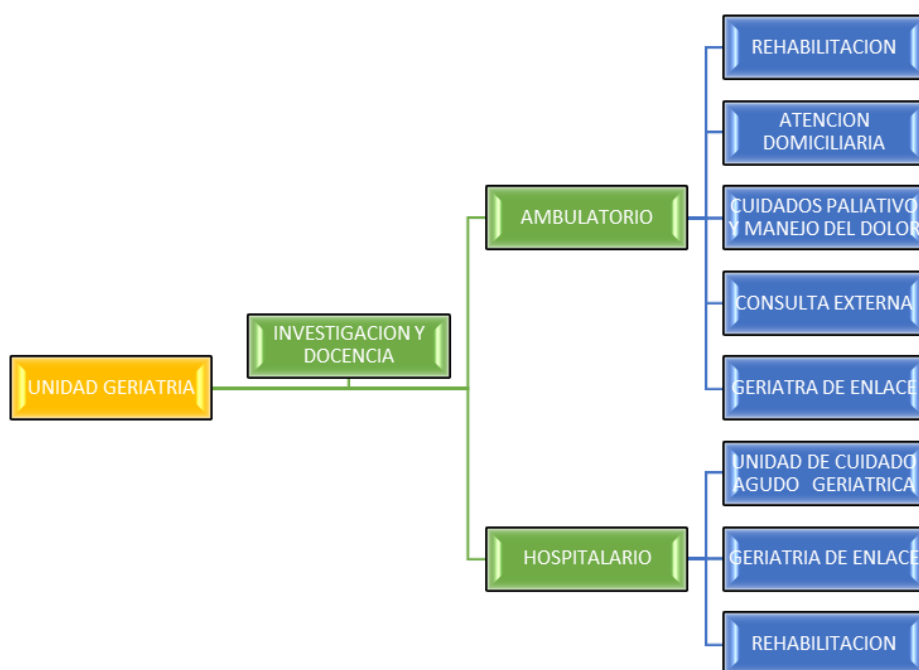 UNIDAD GERIATRIA
INVESTIGACION Y
DOCENCIA
AMBULATORIO
REHABILITACION
ATENCION
DOMICILIARIA
CUIDADOS PALIATIVO
Y MANEJO DEL DOLOR
CONSULTA EXTERNA
GERIATRA DE ENLACE
HOSPITALARIO
UNIDAD DE CUIDADO
AGUDO GERIATRICA
GERIATRIA DE ENLACE
REHABILITACION